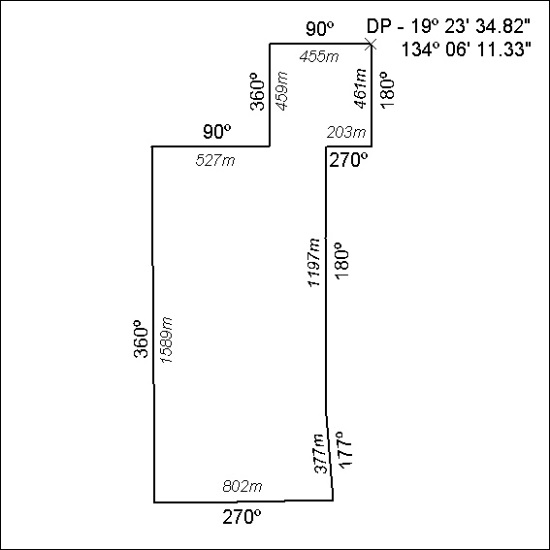 90º
DP - 19º 23' 34.82"
134º 06' 11.33"
455m
360º
459m
461m
180º
90º
203m
527m
270º
1197m
180º
360º
1589m
377m
177º
802m
270º